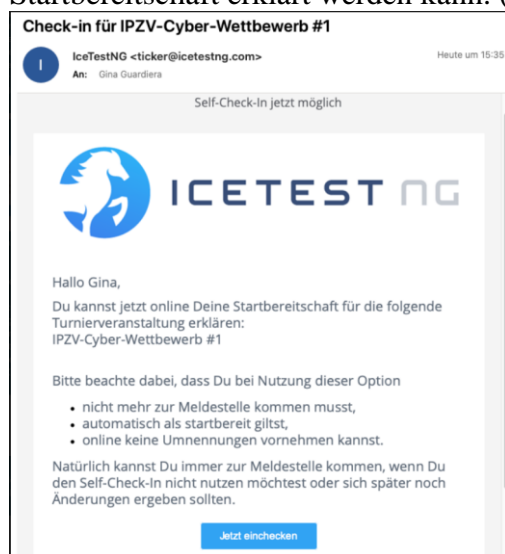 Startbereitschaft erklärt werden kann. (
Check-in für IPZV-Cyber-Wettbewerb #1
I
IceTestNG <ticker@icetestng.com>
Heute um 15:35
An: Gina Guardiera
Self-Check-In jetzt möglich
ICETEST NG
Hallo Gina,
Du kannst jetzt online Deine Startbereitschaft für die folgende
Turnierveranstaltung erklären:
IPZV-Cyber-Wettbewerb #1
Bitte beachte dabei, dass Du bei Nutzung dieser Option
• nicht mehr zur Meldestelle kommen musst,
• automatisch als startbereit giltst,
• online keine Umnennungen vornehmen kannst.
Natürlich kannst Du immer zur Meldestelle kommen, wenn Du
den Self-Check-In nicht nutzen möchtest oder sich später noch
Änderungen ergeben sollten.
Jetzt einchecken